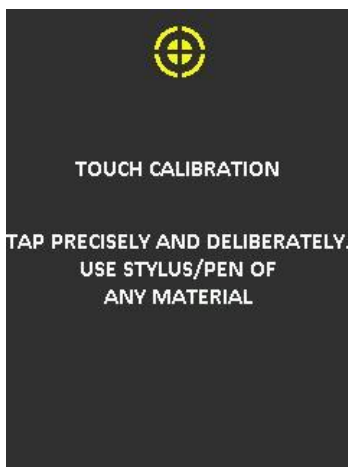 TOUCH CALIBRATION
TAP PRECISELY AND DELIBERATELY.
USE STYLUS/PEN OF
ANY MATERIAL